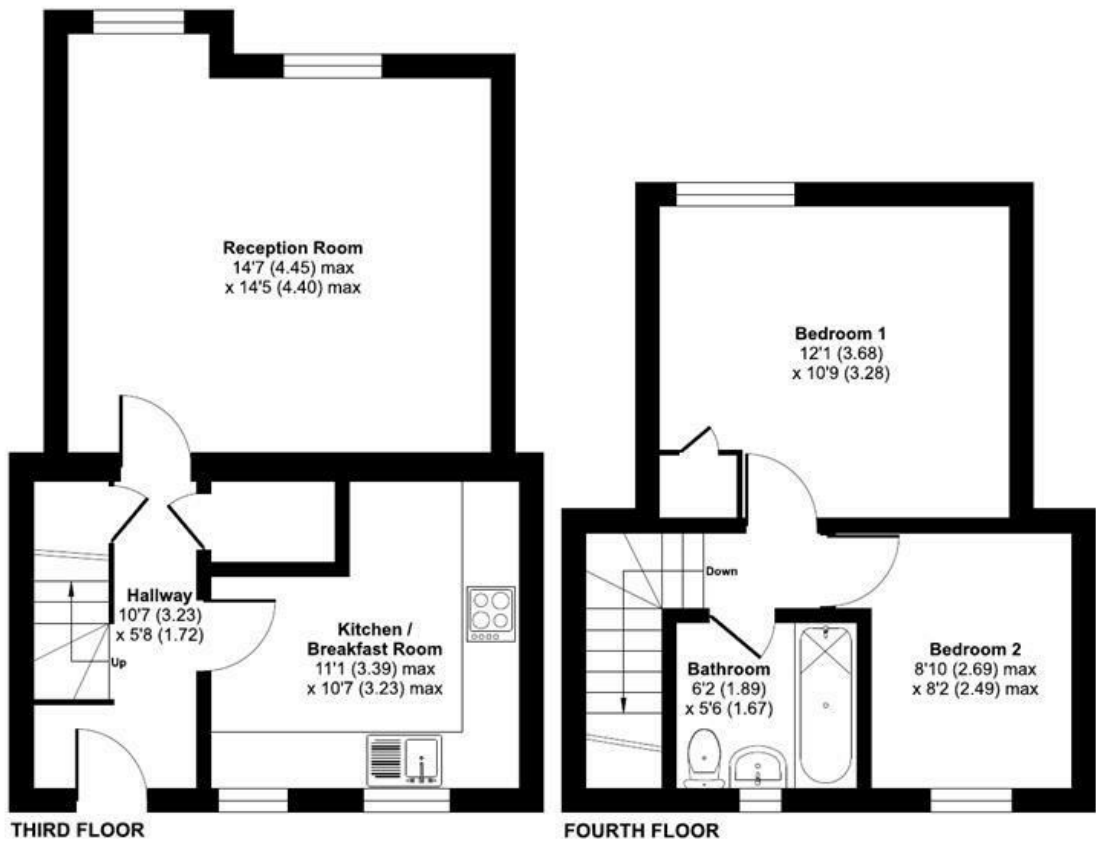 Reception Room
14'7 (4.45) max
x 14'5 (4.40) max
Bedroom 1
12'1 (3.68)
x 10'9 (3.28)
Hallway
10'7 (3.23)
x 5'8 (1.72)
Up
Kitchen /
Breakfast Room
11'1 (3.39) max
x 10'7 (3.23) max
Down
Bathroom
6'2 (1.89)
x 5'6 (1.67)
Bedroom 2
8'10 (2.69) max
x 8'2 (2.49) max
THIRD FLOOR
FOURTH FLOOR